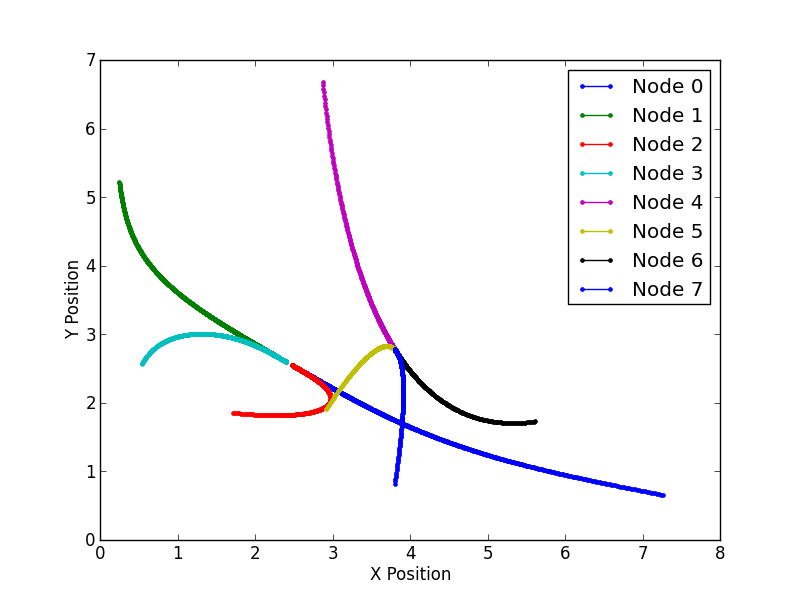 7
6
5
4
3
2
1
0
Y Position
0 1 2 3 4 5 6 7 8
X Position
Node 0
Node 1
Node 2
Node 3
Node 4
Node 5
Node 6
Node 7